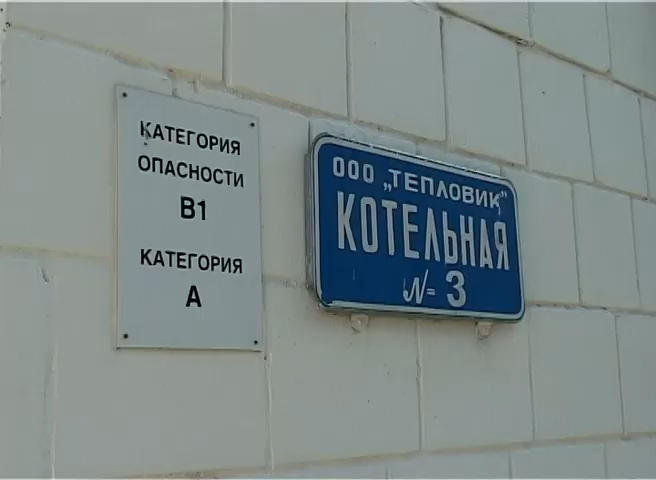 КАТЕГОРИЯ
ОПАСНОСТИ
В1
КАТЕГОРИЯ
А
ООО „ТЕПЛОВИК"
КОТЕЛЬНАЯ
№ 3